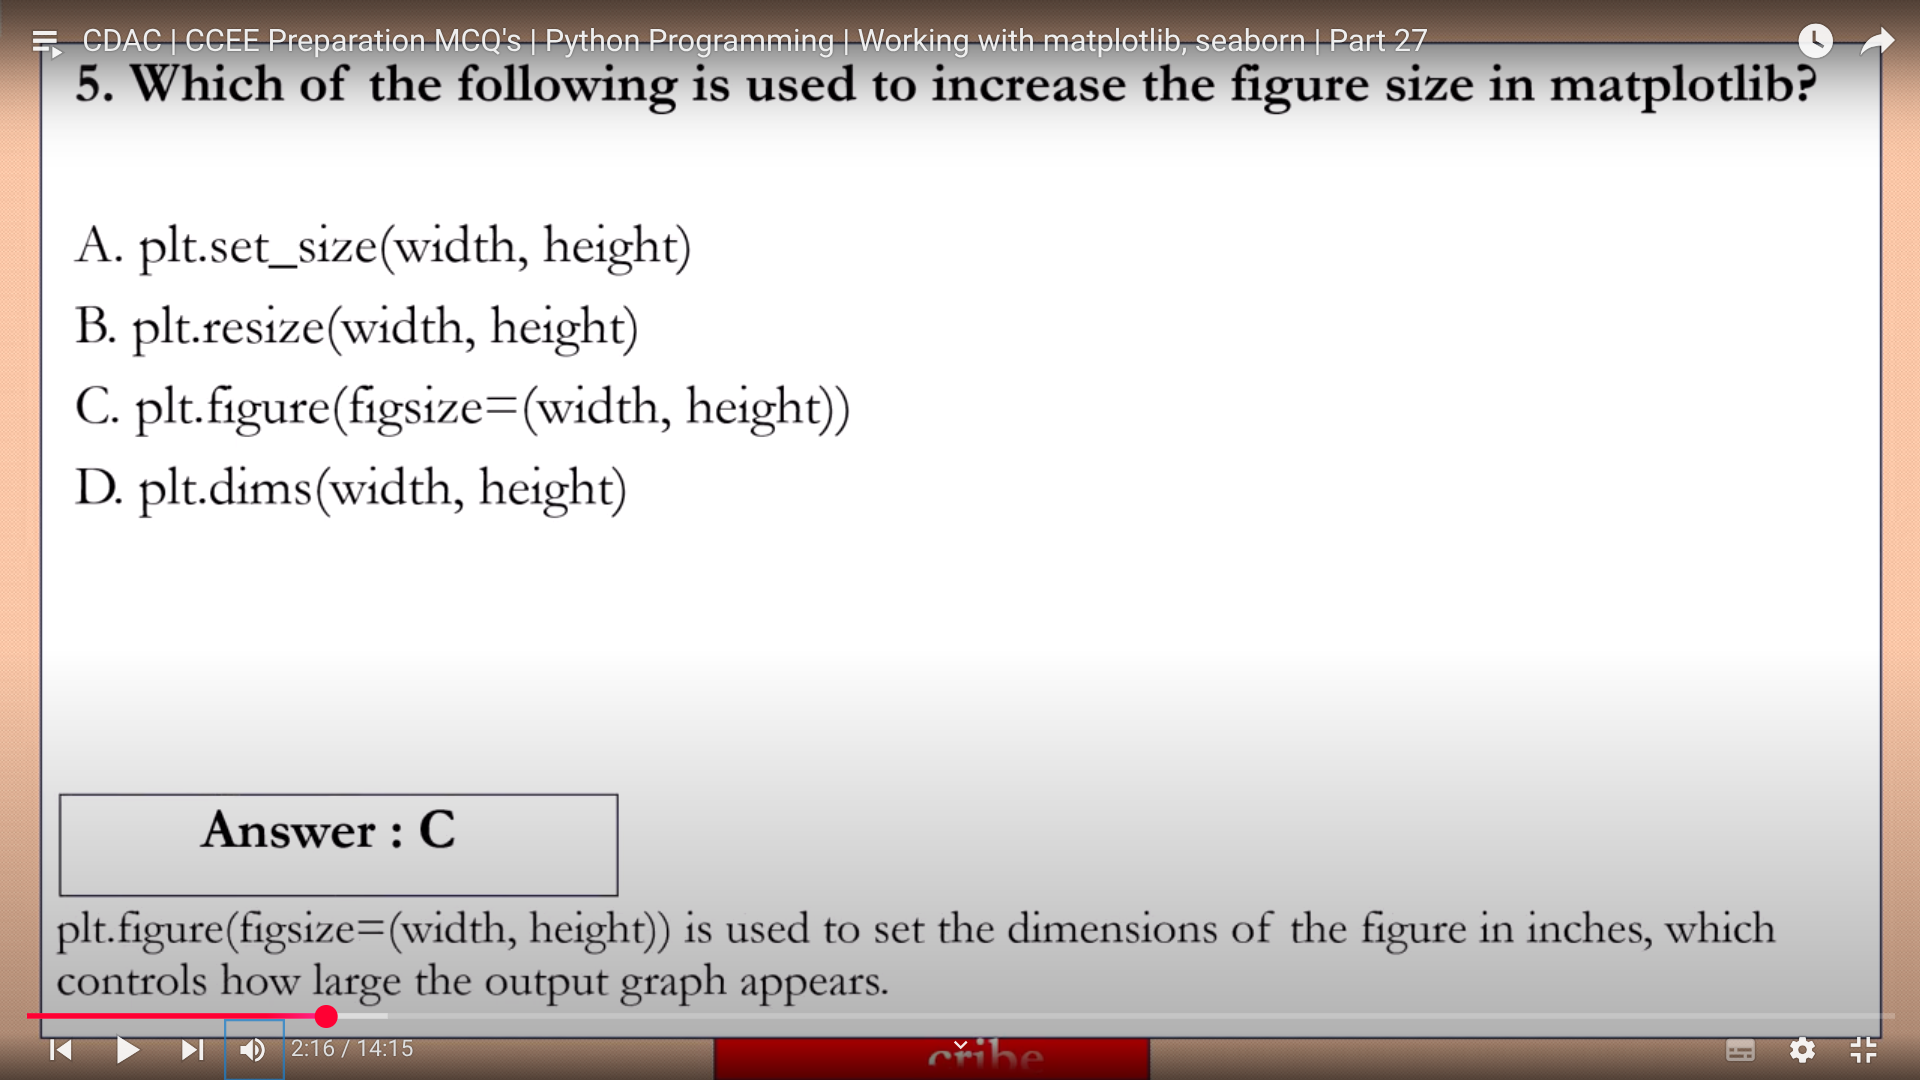 CDAC | CCEE Preparation MCQ's | Python Programming | Working with matplotlib, seaborn | Part 27
5. Which of the following is used to increase the figure size in matplotlib?
A. plt.set_size(width, height)
B. plt.resize(width, height)
C. plt.figure(figsize=(width, height))
D. plt.dims(width, height)
Answer : C
plt.figure(figsize=(width, height)) is used to set the dimensions of the figure in inches, which
controls how large the output graph appears.
2:16 / 14:15
cribe